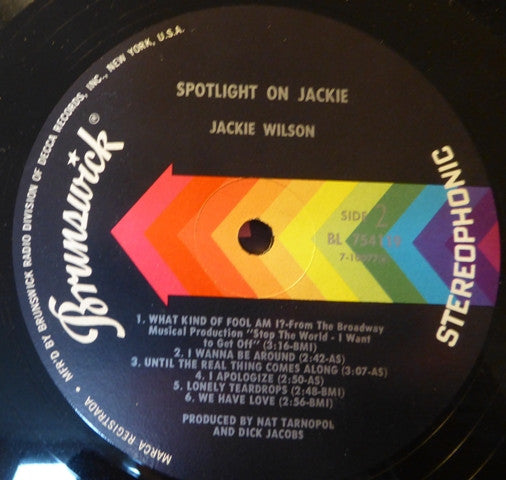 SPOTLIGHT ON JACKIE
JACKIE WILSON
Brunswick®
STEREOPHONIC
SIDE 2
BL
1. WHAT KIND OF FOOL AM I?-From The Broadway
Musical Production "Stop The World - I Want
to Get Off" (3:16-BMI)
2. I WANNA BE AROUND (2:42-AS)
3. UNTIL THE REAL THING COMES ALONG (3:07-AS)
4. I APOLOGIZE (2:50-AS)
5. LONELY TEARDROPS (2:48-BMI)
6. WE HAVE LOVE (2:56-BMI)
PRODUCED BY NAT TARNOPOL
AND DICK JACOBS
MARCA REGISTRADA • MFR'D BY BRUNSWICK RADIO DIVISION OF DECCA RECORDS, INC., NEW YORK, U.S.A.